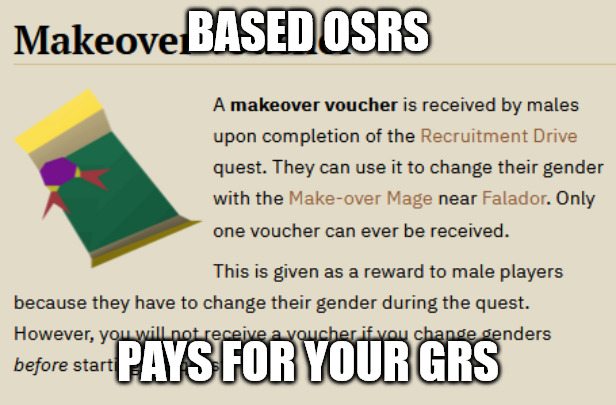 BASED OSRS
Makeover
A makeover voucher is received by males
upon completion of the Recruitment Drive
quest. They can use it to change their gender
with the Make-over Mage near Falador. Only
one voucher can ever be received.
This is given as a reward to male players
because they have to change their gender during the quest.
However, you will not receive a voucher if you change genders
before
PAYS FOR YOUR GRS